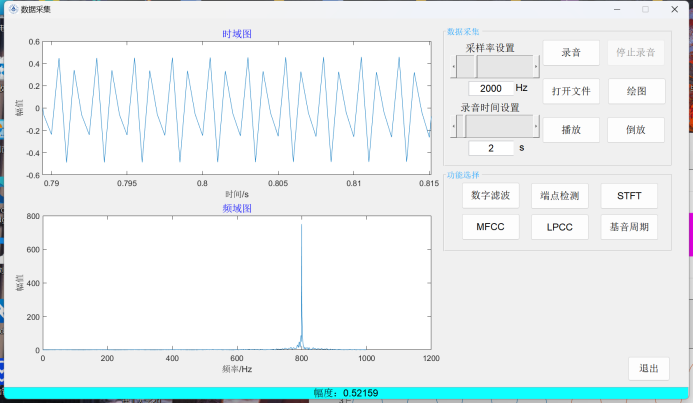 数据采集
时域图
0.6
0.4
0.2
0
-0.2
-0.4
-0.6
幅值
0.79
0.795
0.8
0.805
0.81
0.815
时间/s
频域图
800
700
600
500
400
300
200
100
0
幅值
0
200
400
600
800
1000
1200
频率/Hz
数据采集
采样率设置
2000 Hz
录音时间设置
2 s
录音
停止录音
打开文件
绘图
播放
倒放
功能选择
数字滤波
端点检测
STFT
MFCC
LPCC
基音周期
退出
幅度：0.52159